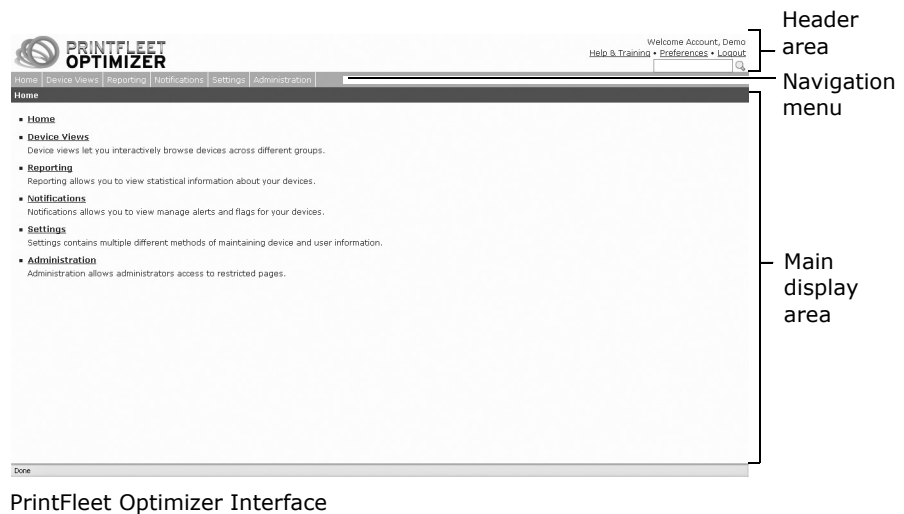 Header
area
PRINTFLEET
OPTIMIZER
Welcome Account, Demo
Help & Training • Preferences • Logout
Home Device Views Reporting Notifications Settings Administration
Navigation
menu
Home
Home
Device Views
Device views let you interactively browse devices across different groups.
Reporting
Reporting allows you to view statistical information about your devices.
Notifications
Notifications allows you to view manage alerts and flags for your devices.
Settings
Settings contains multiple different methods of maintaining device and user information.
Administration
Administration allows administrators access to restricted pages.
Main
display
area
Done
PrintFleet Optimizer Interface